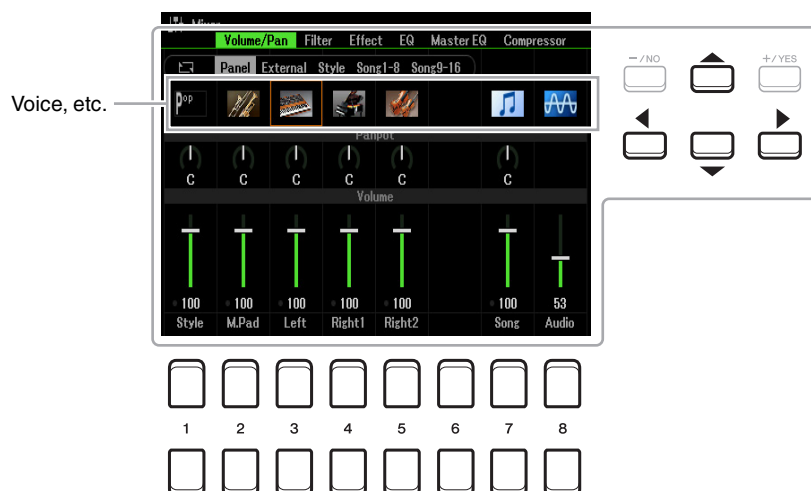 Mixer
Volume/Pan Filter Effect EQ Master EQ Compressor
Panel External Style Song1-8 Song9-16
Voice, etc.
Pop
Panpot
C C C C C C
Volume
100 100 100 100 100 100 53
Style M.Pad Left Right1 Right2 Song Audio
−/NO +/YES
1 2 3 4 5 6 7 8